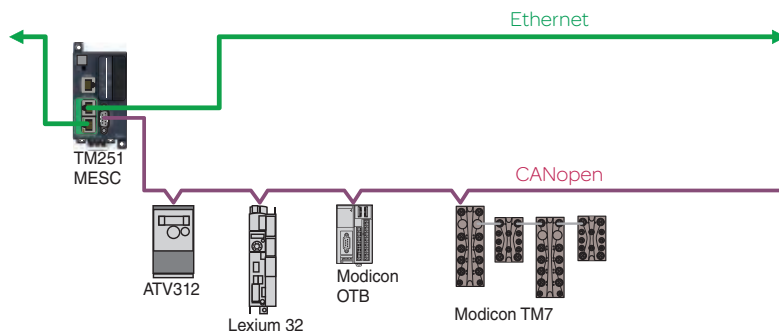 Ethernet
TM251
MESC
CANopen
ATV312
Lexium 32
Modicon
OTB
Modicon TM7